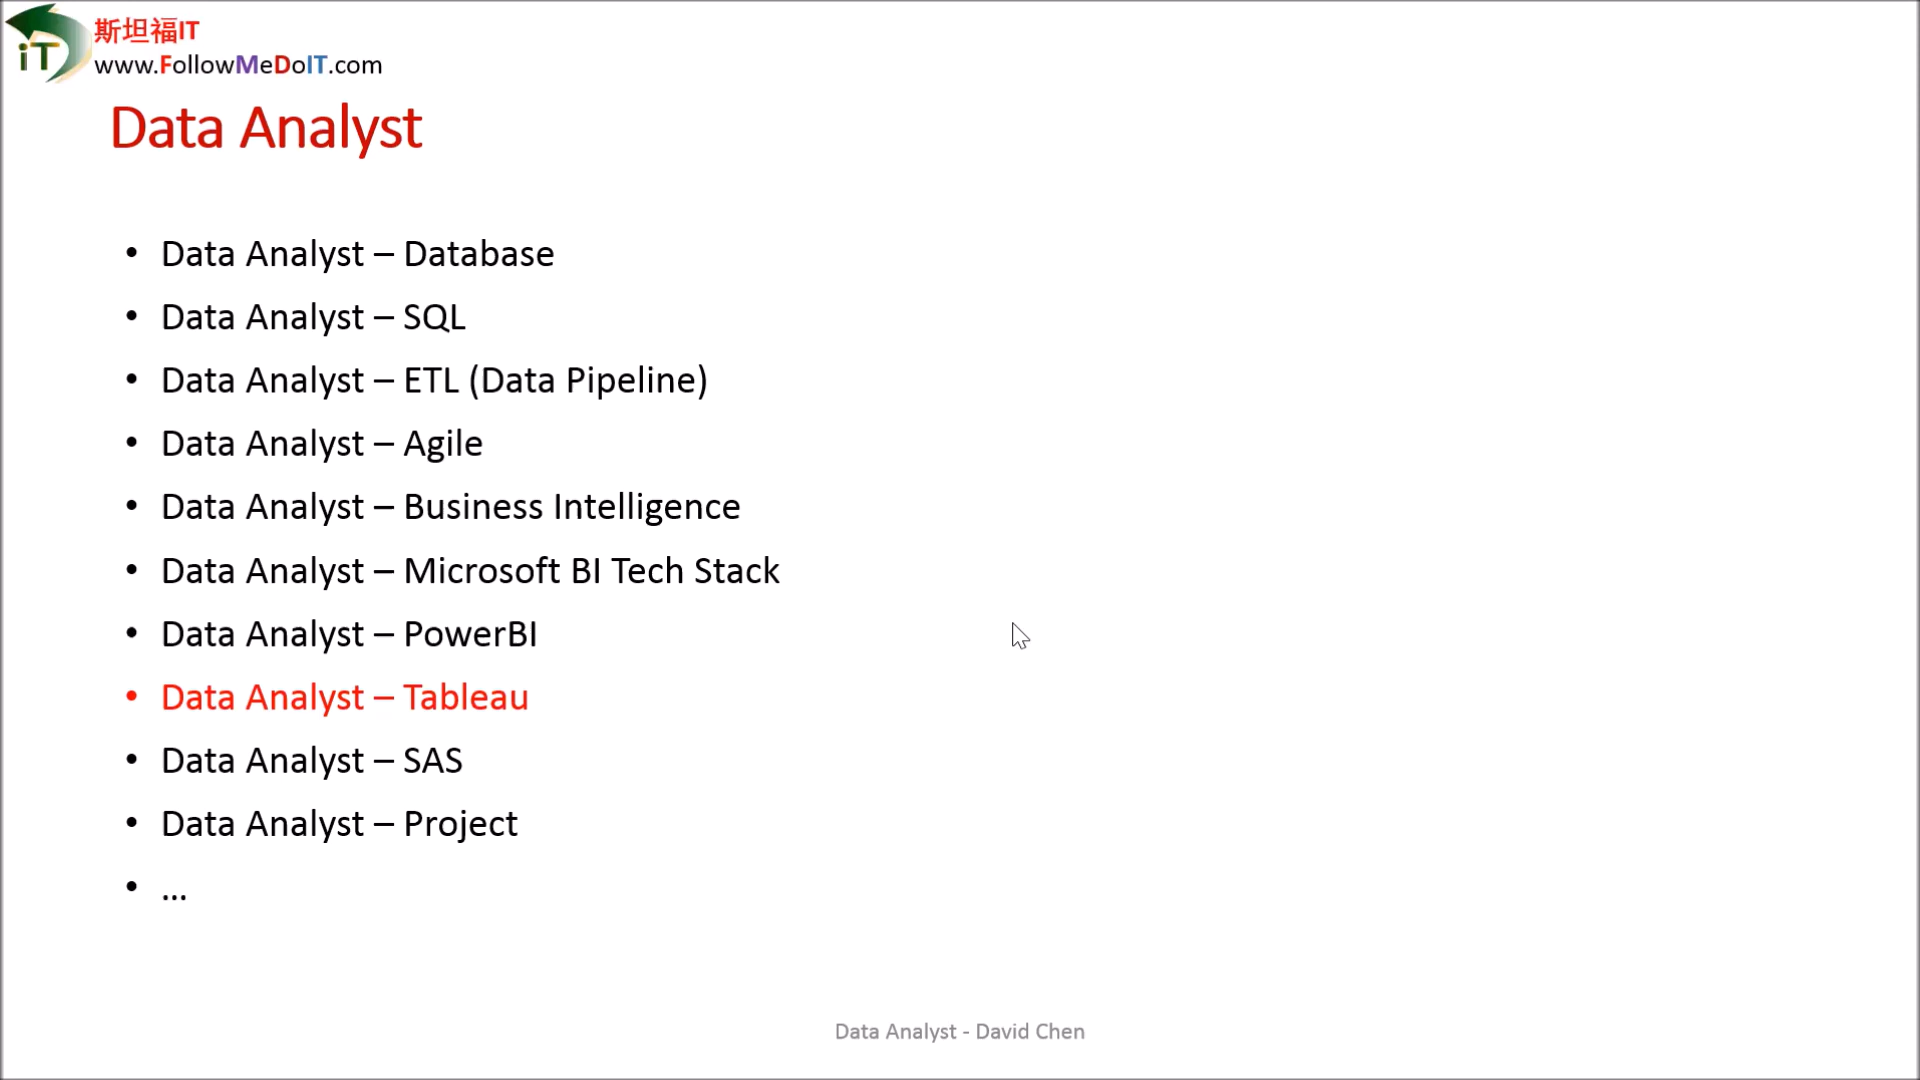 斯坦福IT
iT
www.FollowMeDoIT.com
Data Analyst
• Data Analyst – Database
• Data Analyst – SQL
• Data Analyst – ETL (Data Pipeline)
• Data Analyst – Agile
• Data Analyst – Business Intelligence
• Data Analyst – Microsoft BI Tech Stack
• Data Analyst – PowerBI
• Data Analyst – Tableau
• Data Analyst – SAS
• Data Analyst – Project
• ...
Data Analyst - David Chen